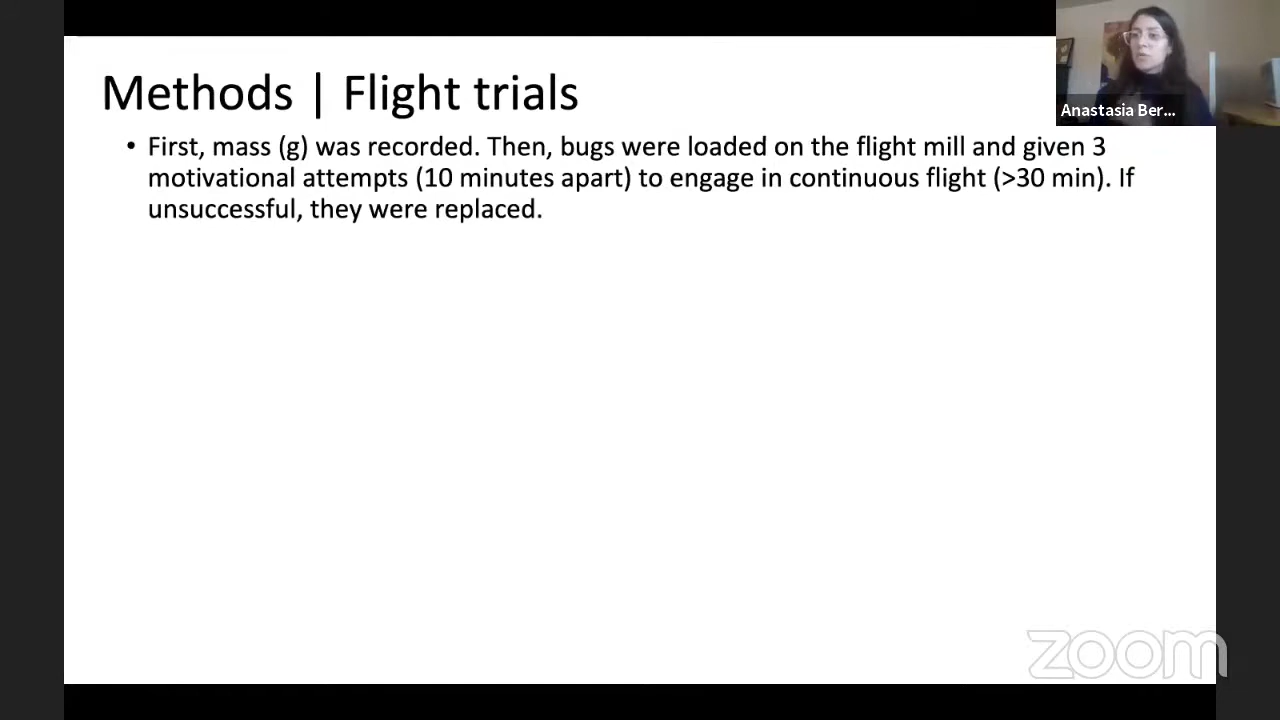 Methods | Flight trials
Anastasia Ber...
• First, mass (g) was recorded. Then, bugs were loaded on the flight mill and given 3
motivational attempts (10 minutes apart) to engage in continuous flight (>30 min). If
unsuccessful, they were replaced.
zoom